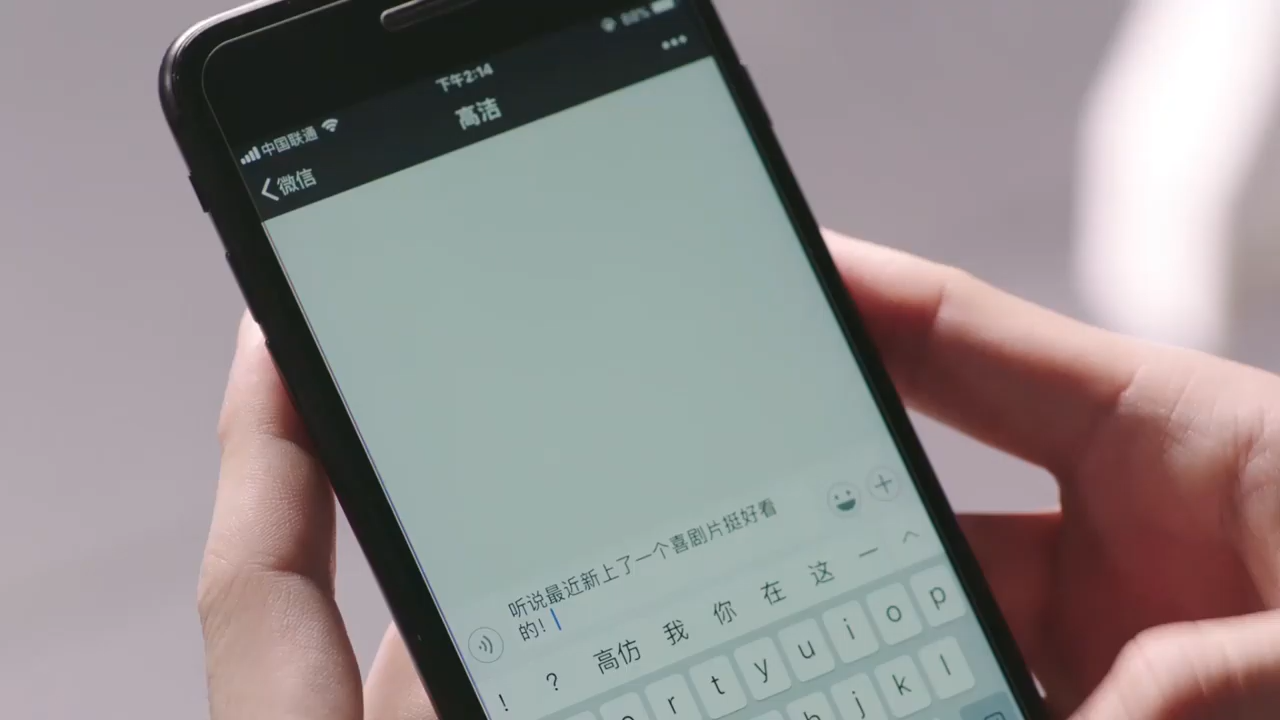 下午2:14
中国联通
高洁
微信
听说最近新上了一个喜剧片挺好看
的!
! ? 高仿 我 你 在 这 一
r t y u i o p
h j k l